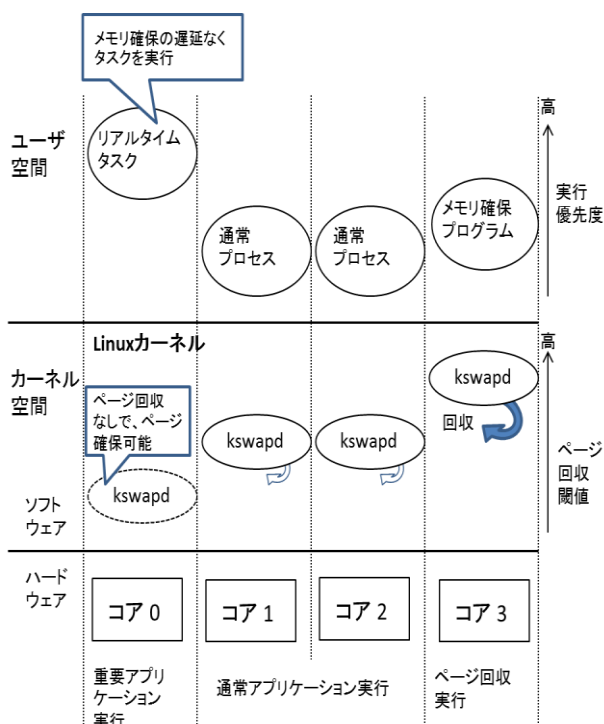 メモリ確保の遅延なく
タスクを実行
ユーザ
空間
リアルタイム
タスク
通常
プロセス
通常
プロセス
メモリ確保
プログラム
高
実行
優先度
Linuxカーネル
カーネル
空間
ページ回収
なしで、ページ
確保可能
kswapd
kswapd
kswapd
kswapd
回収
高
ページ
回収
閾値
ソフト
ウェア
ハード
ウェア
コア 0
コア 1
コア 2
コア 3
重要アプリ
ケーション
実行
通常アプリケーション実行
ページ回収
実行